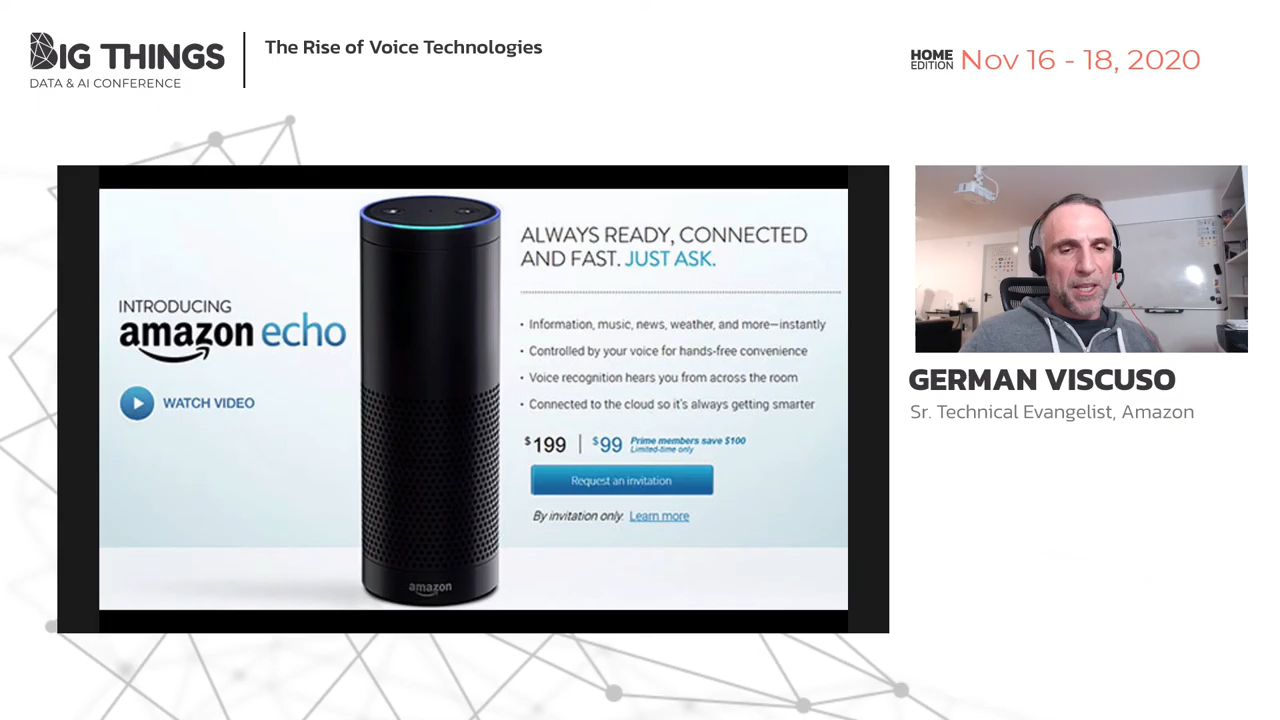 BIG THINGS
DATA & AI CONFERENCE
The Rise of Voice Technologies
HOME
EDITION
Nov 16 - 18, 2020
INTRODUCING
amazon echo
WATCH VIDEO
amazon
ALWAYS READY, CONNECTED
AND FAST. JUST ASK.
• Information, music, news, weather, and more—instantly
• Controlled by your voice for hands-free convenience
• Voice recognition hears you from across the room
• Connected to the cloud so it's always getting smarter
$199 | $99 Prime members save $100
Limited-time only
Request an invitation
By invitation only. Learn more
GERMAN VISCUSO
Sr. Technical Evangelist, Amazon